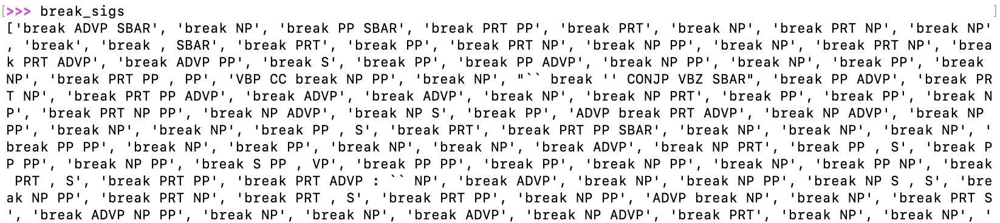 [>>> break_sigs ]
['break ADVP SBAR', 'break NP', 'break PP SBAR', 'break PRT PP', 'break PRT', 'break NP', 'break PRT NP', 'break NP'
, 'break', 'break , SBAR', 'break PRT', 'break PP', 'break PRT NP', 'break NP PP', 'break NP', 'break PRT NP', 'brea
k PRT ADVP', 'break ADVP PP', 'break S', 'break PP', 'break PP ADVP', 'break NP PP', 'break NP', 'break PP', 'break 
NP', 'break PRT PP , PP', 'VBP CC break NP PP', 'break NP', "`` break '' CONJP VBZ SBAR", 'break PP ADVP', 'break PR
T NP', 'break PRT PP ADVP', 'break ADVP', 'break ADVP', 'break NP', 'break NP PRT', 'break PP', 'break PP', 'break N
P', 'break PRT NP PP', 'break NP ADVP', 'break NP S', 'break PP', 'ADVP break PRT ADVP', 'break NP ADVP', 'break NP 
PP', 'break NP', 'break NP', 'break PP , S', 'break PRT', 'break PRT PP SBAR', 'break NP', 'break NP', 'break NP', '
break PP PP', 'break NP', 'break PP', 'break NP', 'break NP', 'break ADVP', 'break NP PRT', 'break PP , S', 'break P
P PP', 'break NP PP', 'break S PP , VP', 'break PP PP', 'break PP', 'break NP PP', 'break NP', 'break PP NP', 'break
 PRT , S', 'break PRT PP', 'break PRT ADVP : `` NP', 'break ADVP', 'break NP', 'break NP PP', 'break NP S , S', 'bre
ak NP PP', 'break PRT NP', 'break PRT , S', 'break PRT PP', 'break NP PP', 'ADVP break NP', 'break NP', 'break PRT S
', 'break ADVP NP PP', 'break NP', 'break NP', 'break ADVP', 'break NP ADVP', 'break PRT', 'break NP', 'break NP', '